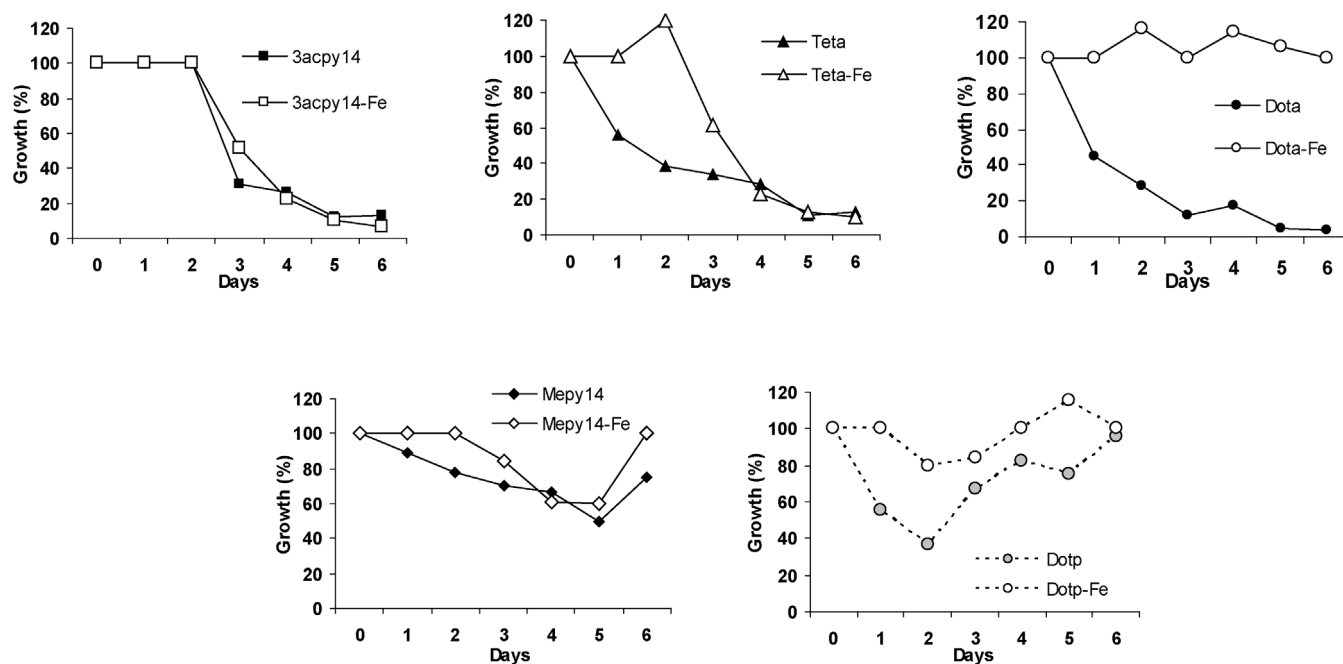 120
100
80
60
40
20
0
Growth (%)
3acpy14
3acpy14-Fe
0 1 2 3 4 5 6
Days
120
100
80
60
40
20
0
Growth (%)
Teta
Teta-Fe
0 1 2 3 4 5 6
Days
120
100
80
60
40
20
0
Growth (%)
Dota
Dota-Fe
0 1 2 3 4 5 6
Days
120
100
80
60
40
20
0
Growth (%)
Mepy14
Mepy14-Fe
0 1 2 3 4 5 6
Days
120
100
80
60
40
20
0
Growth (%)
Dotp
Dotp-Fe
0 1 2 3 4 5 6
Days